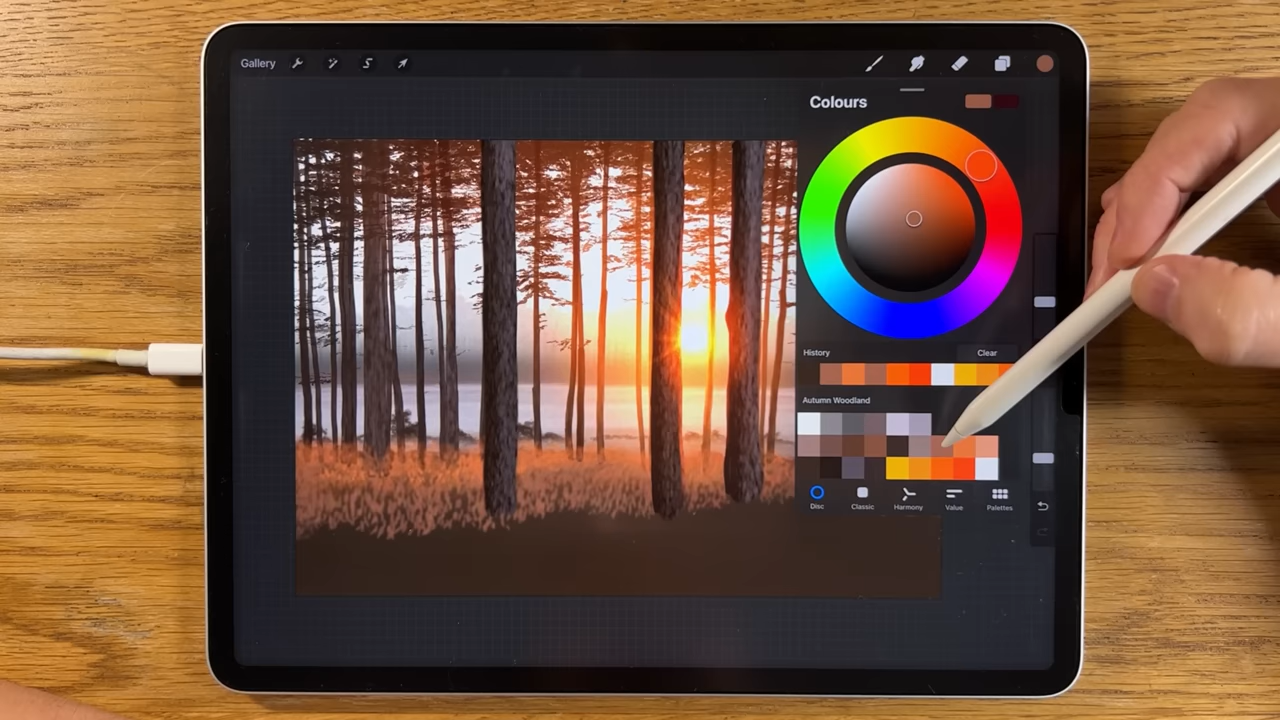 Gallery
Colours
History
Clear
Autumn Woodland
Disc
Classic
Harmony
Value
Palettes